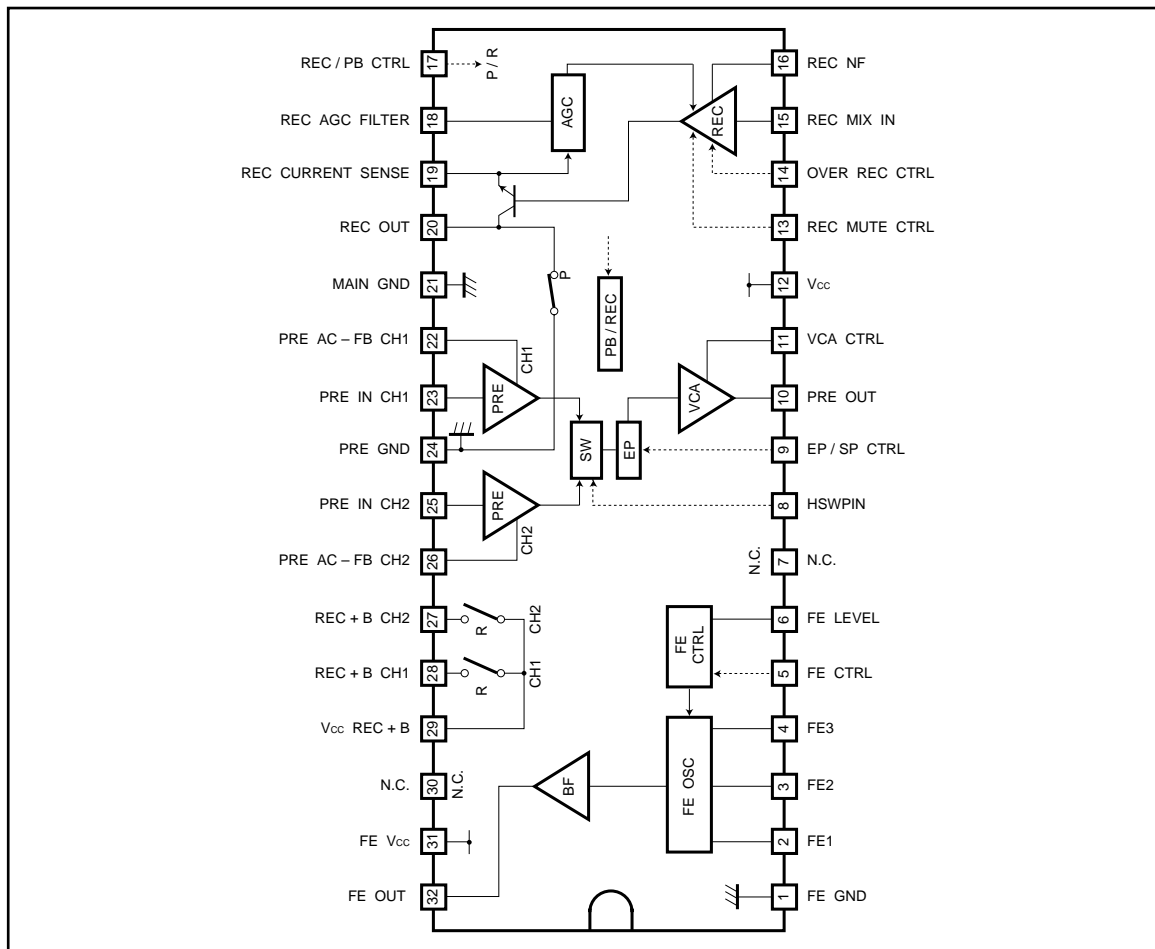 REC / PB CTRL 17 P / R 16 REC NF
REC AGC FILTER 18 AGC REC 15 REC MIX IN
REC CURRENT SENSE 19 14 OVER REC CTRL
REC OUT 20 13 REC MUTE CTRL
MAIN GND 21 P PB / REC 12 Vcc
PRE AC – FB CH1 22 CH1 11 VCA CTRL
PRE IN CH1 23 PRE VCA 10 PRE OUT
PRE GND 24 SW EP 9 EP / SP CTRL
PRE IN CH2 25 PRE 8 HSWPIN
PRE AC – FB CH2 26 CH2 N.C. 7 N.C.
REC + B CH2 27 R CH2 FE CTRL 6 FE LEVEL
REC + B CH1 28 R CH1 5 FE CTRL
Vcc REC + B 29 4 FE3
N.C. 30 N.C. BF FE OSC 3 FE2
FE Vcc 31 2 FE1
FE OUT 32 1 FE GND